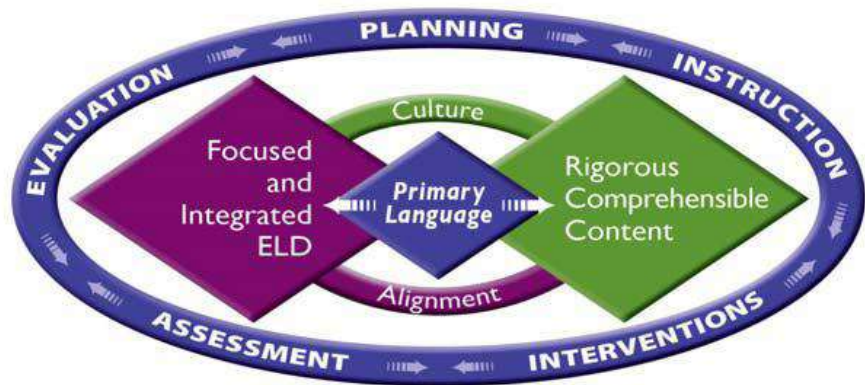 PLANNING
EVALUATION
INSTRUCTION
Culture
Focused
and
Integrated
ELD
Primary
Language
Rigorous
Comprehensible
Content
Alignment
ASSESSMENT
INTERVENTIONS